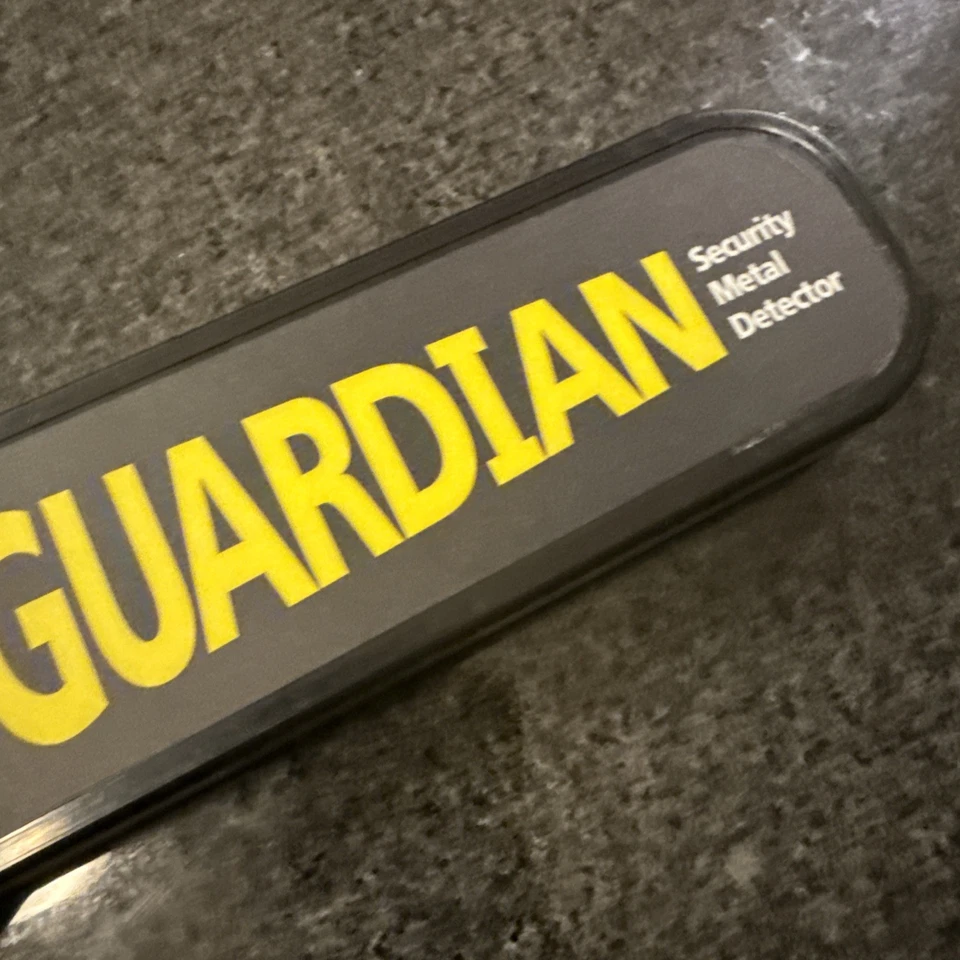 GUARDIAN
Security
Metal
Detector